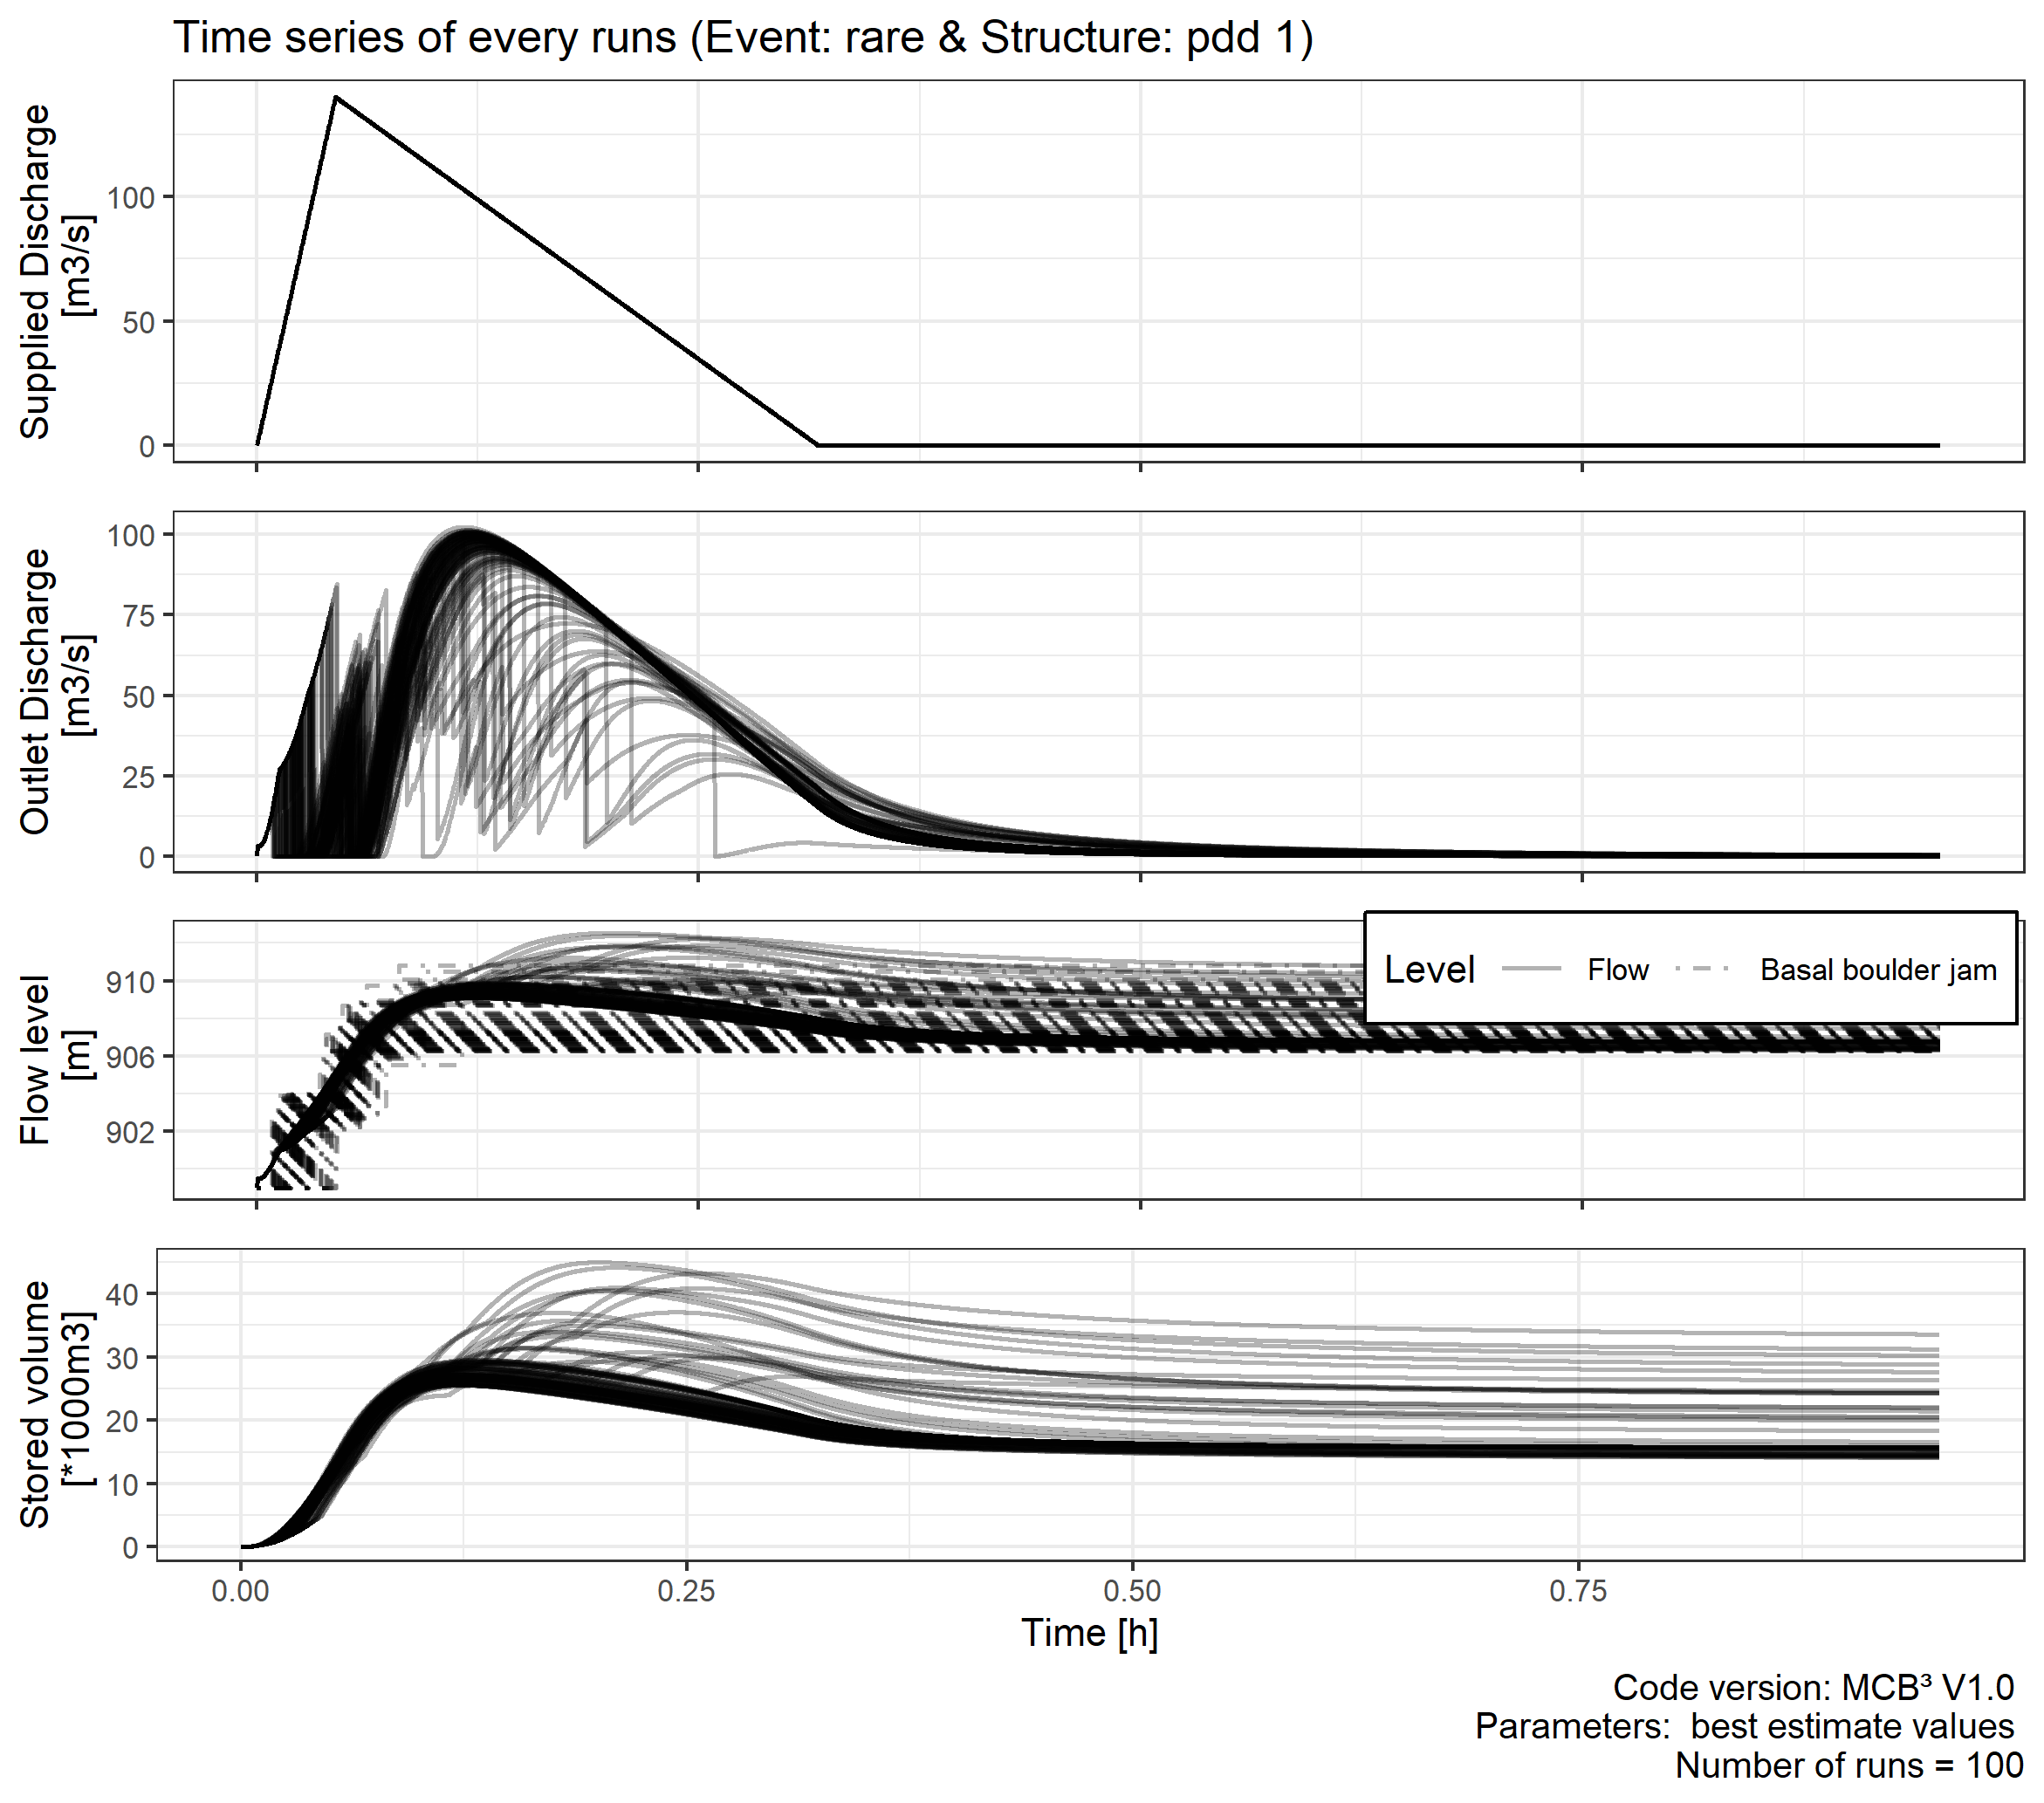 Time series of every runs (Event: rare & Structure: pdd 1)
Supplied Discharge
[m3/s]
100
50
0
Outlet Discharge
[m3/s]
100
75
50
25
0
Flow level
[m]
910
906
902
Level Flow Basal boulder jam
Stored volume
[*1000m3]
40
30
20
10
0
0.00 0.25 0.50 0.75
Time [h]
Code version: MCB³ V1.0
Parameters:  best estimate values
Number of runs = 100